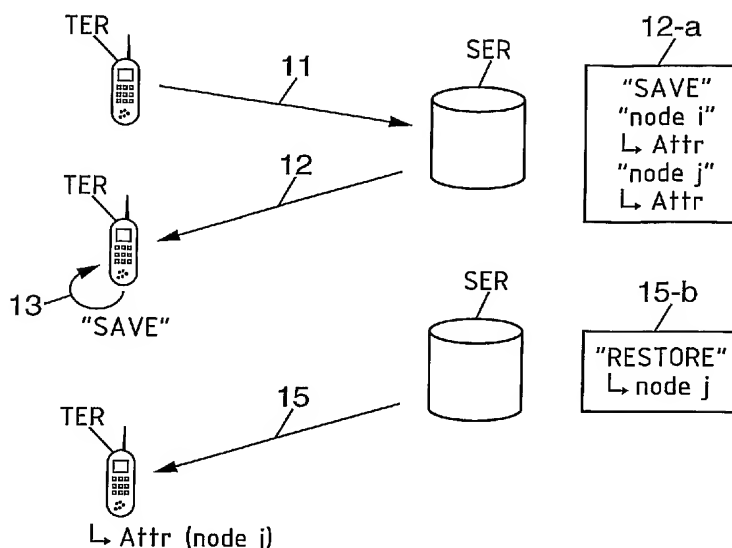 TER
11
SER
12-a
"SAVE"
"node i"
↳ Attr
"node j"
↳ Attr
TER
12
13
"SAVE"
SER
15-b
"RESTORE"
↳ node j
TER
15
↳ Attr (node j)